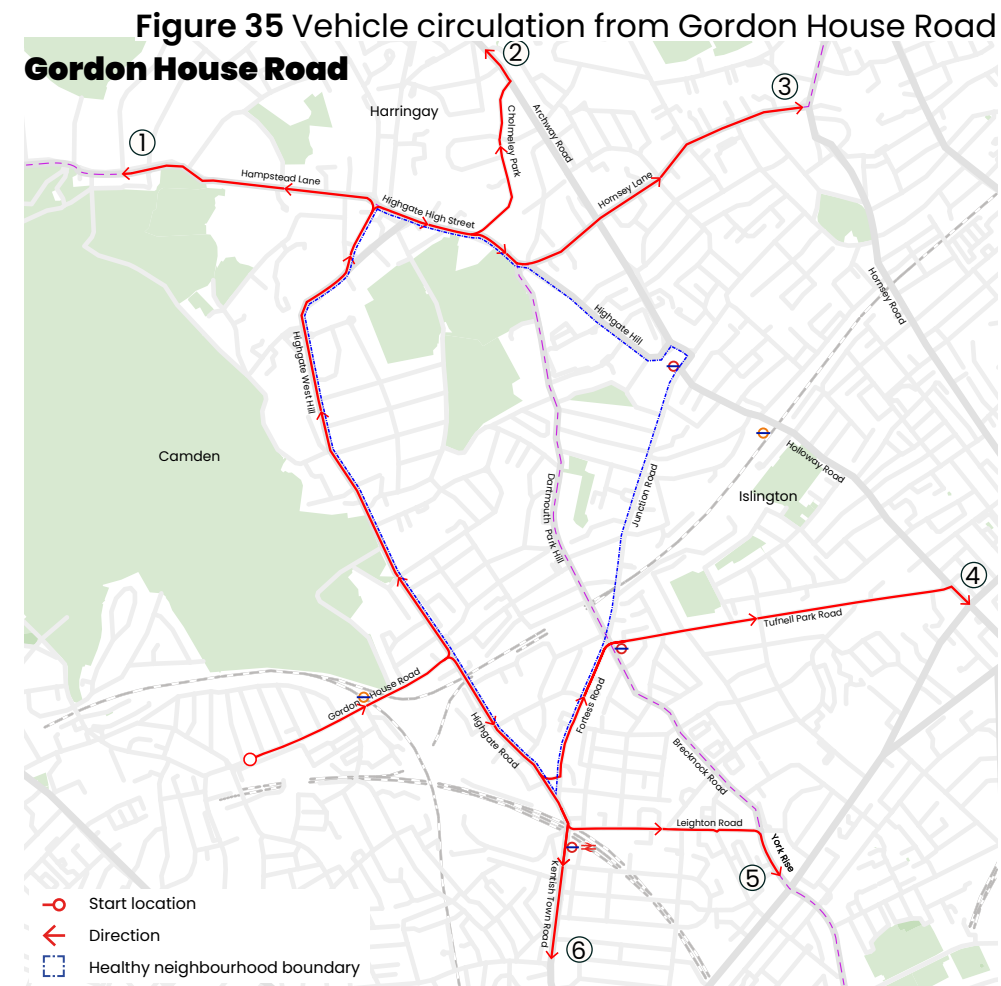 Figure 35 Vehicle circulation from Gordon House Road
Gordon House Road
②
③
Harringay
Cholmeley Park
Archway Road
①
Hampstead Lane
Highgate High Street
Hornsey Lane
Hornsey Road
Highgate Hill
Highgate West Hill
Camden
Holloway Road
Islington
Junction Road
Dartmouth Park Hill
④
Tufnell Park Road
Gordon House Road
Fortess Road
Highgate Road
Brecknock Road
Leighton Road
York Rise
⑤
Kentish Town Road
⑥
Start location
Direction
Healthy neighbourhood boundary